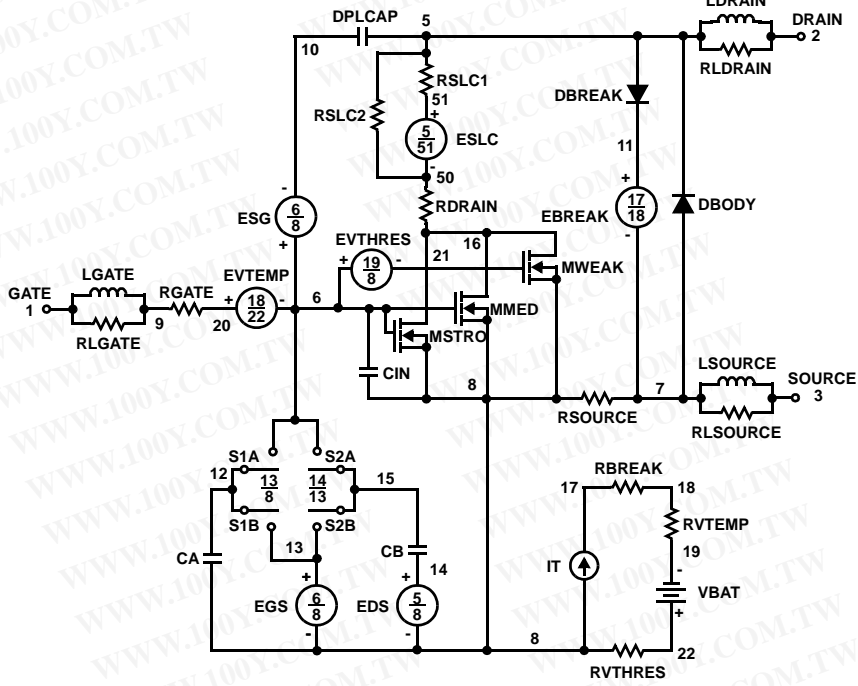 LDRAIN
DPLCAP 5 DRAIN
10 2
RLDRAIN
RSLC1
51
DBREAK
RSLC2
+
5
51
ESLC
11
-
50
-
6
8
ESG
+
RDRAIN
+
17
18
EBREAK
-
DBODY
EVTHRES
16
+ 19
8 -
21
MWEAK
LGATE
EVTEMP
GATE
1
RGATE
+ 18
22 -
6
MMED
9
20
RLGATE
MSTRO
CIN
LSOURCE
8
7
SOURCE
3
RSOURCE
RLSOURCE
S1A
S2A
12
13
8
14
13
15
RBREAK
17
18
S1B
S2B
RVTEMP
13
CA
CB
19
IT
14
-
VBAT
+
+
+
EGS
6
8
EDS
5
8
-
-
8
22
RVTHRES
WWW.100Y.COM.TW